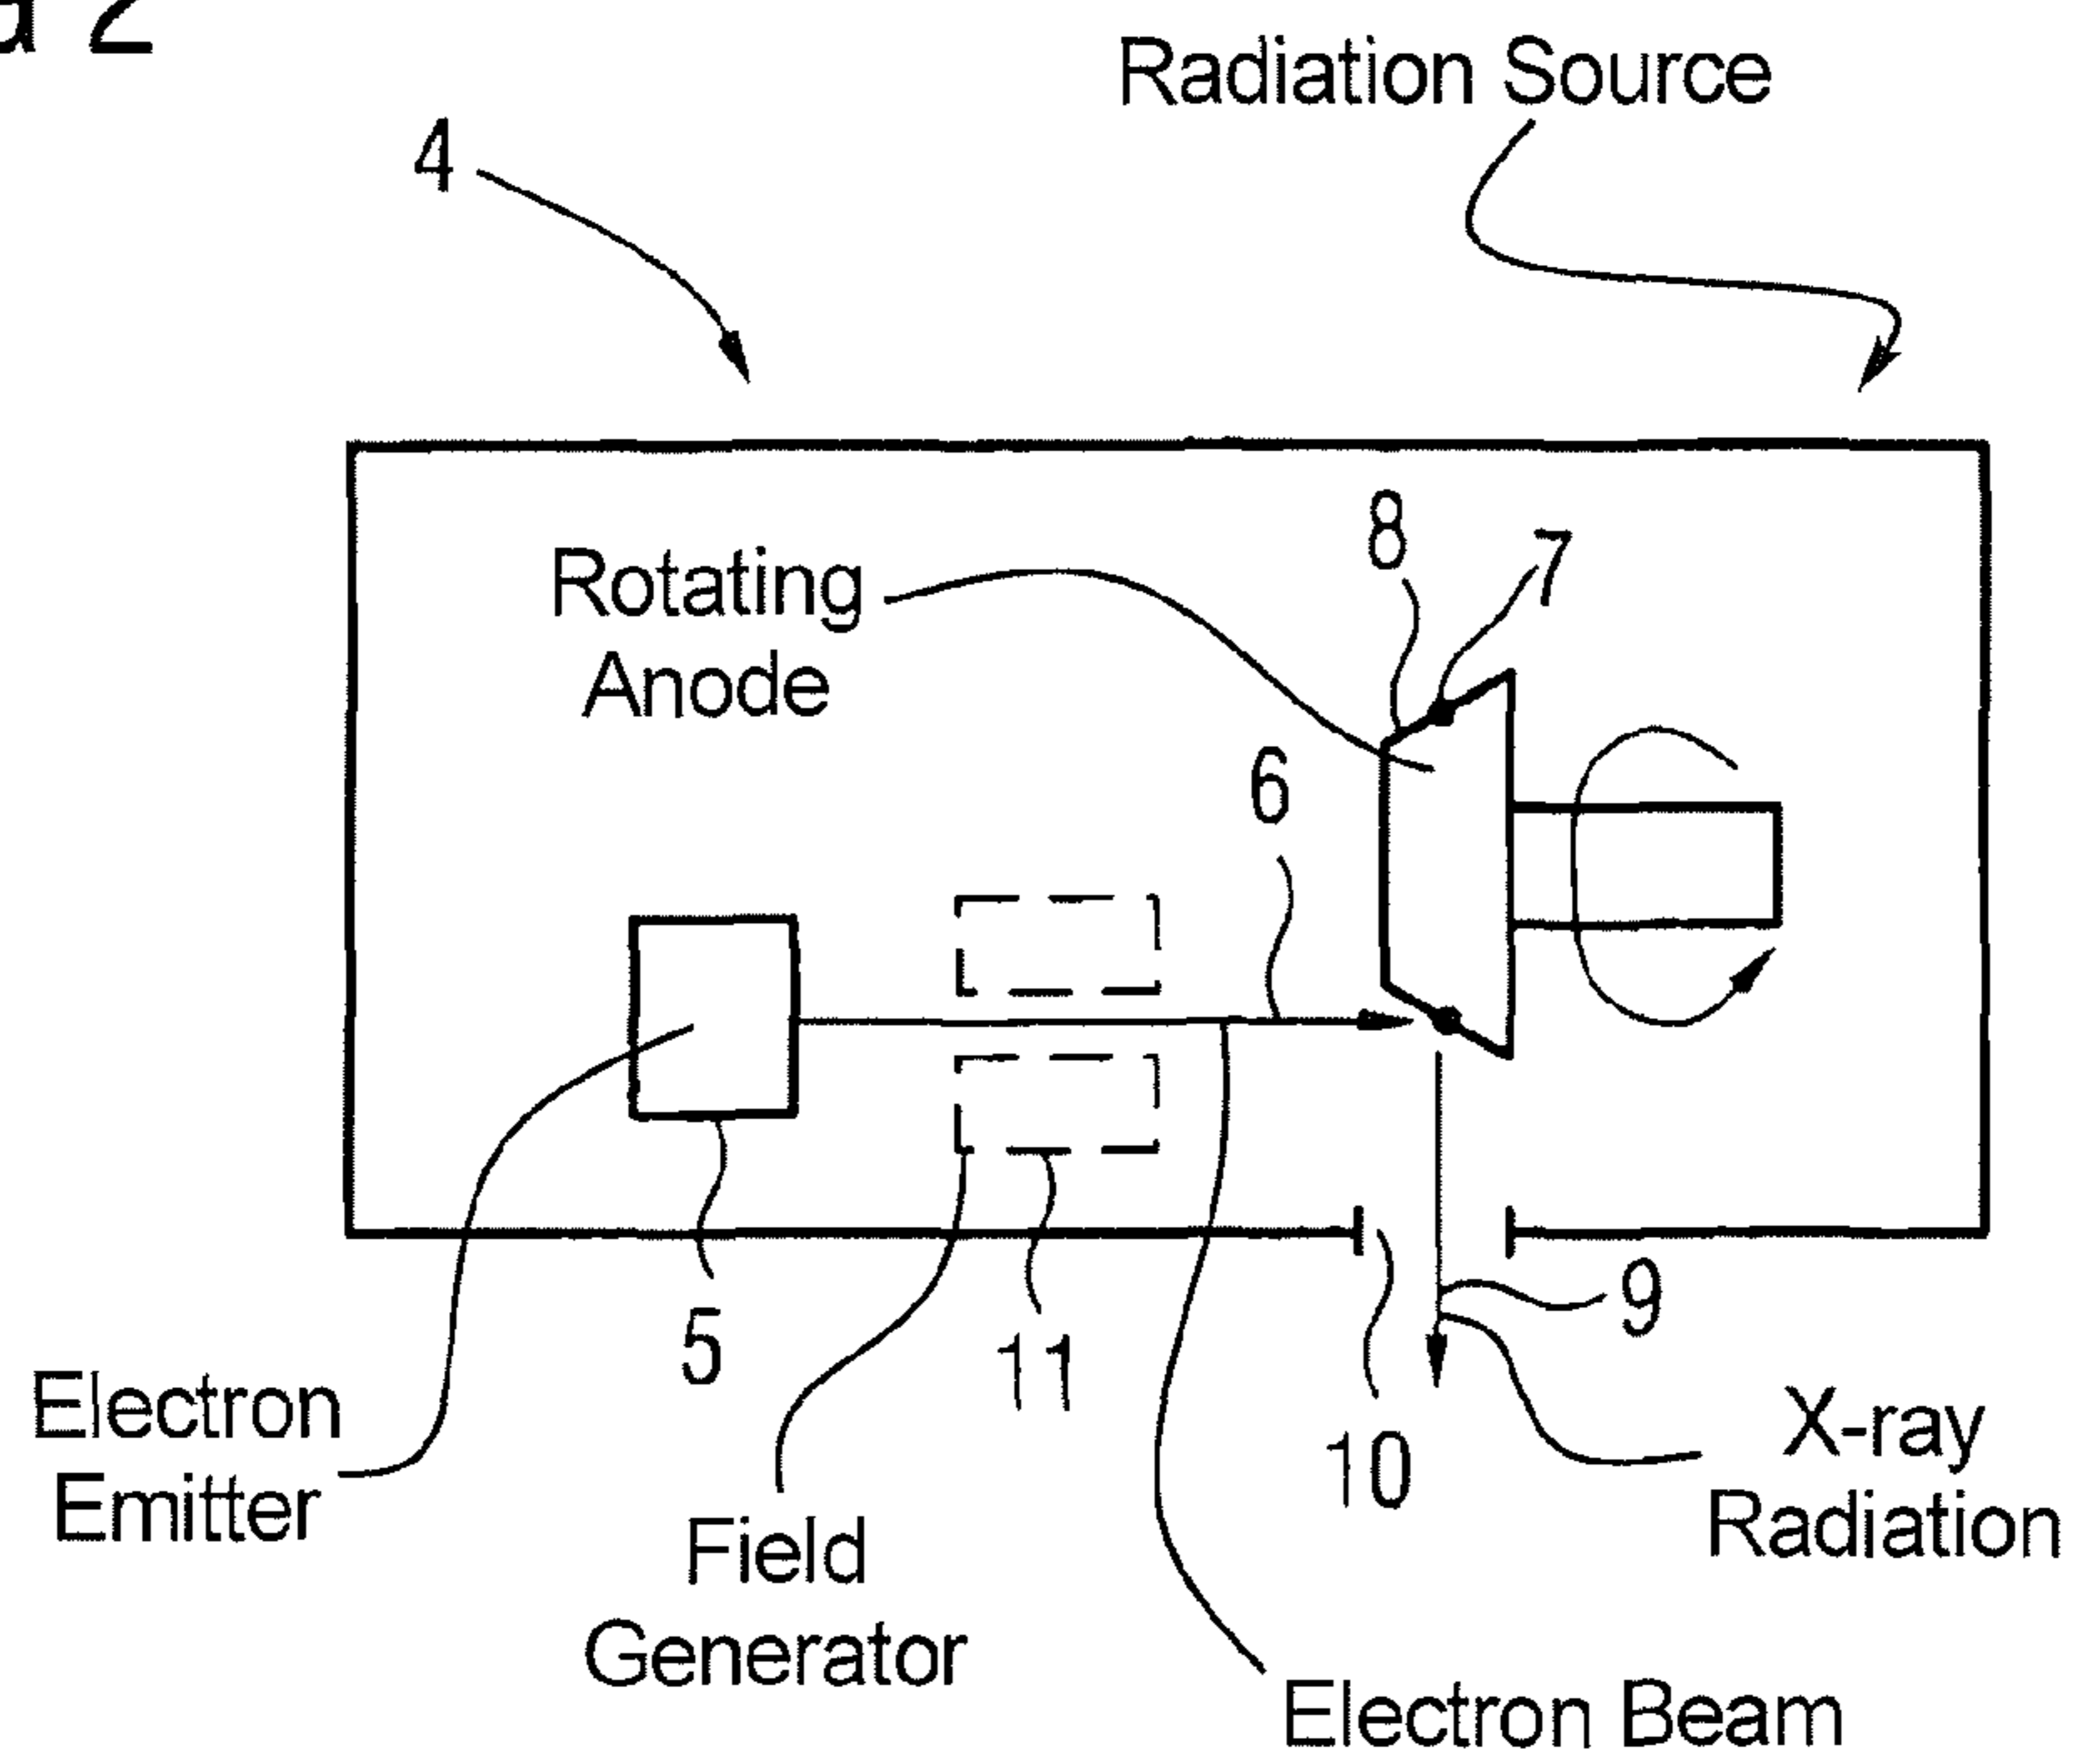 2
Radiation Source
4
8
7
Rotating
Anode
6
5
11
9
10
Electron
Emitter
X-ray
Radiation
Field
Generator
Electron Beam